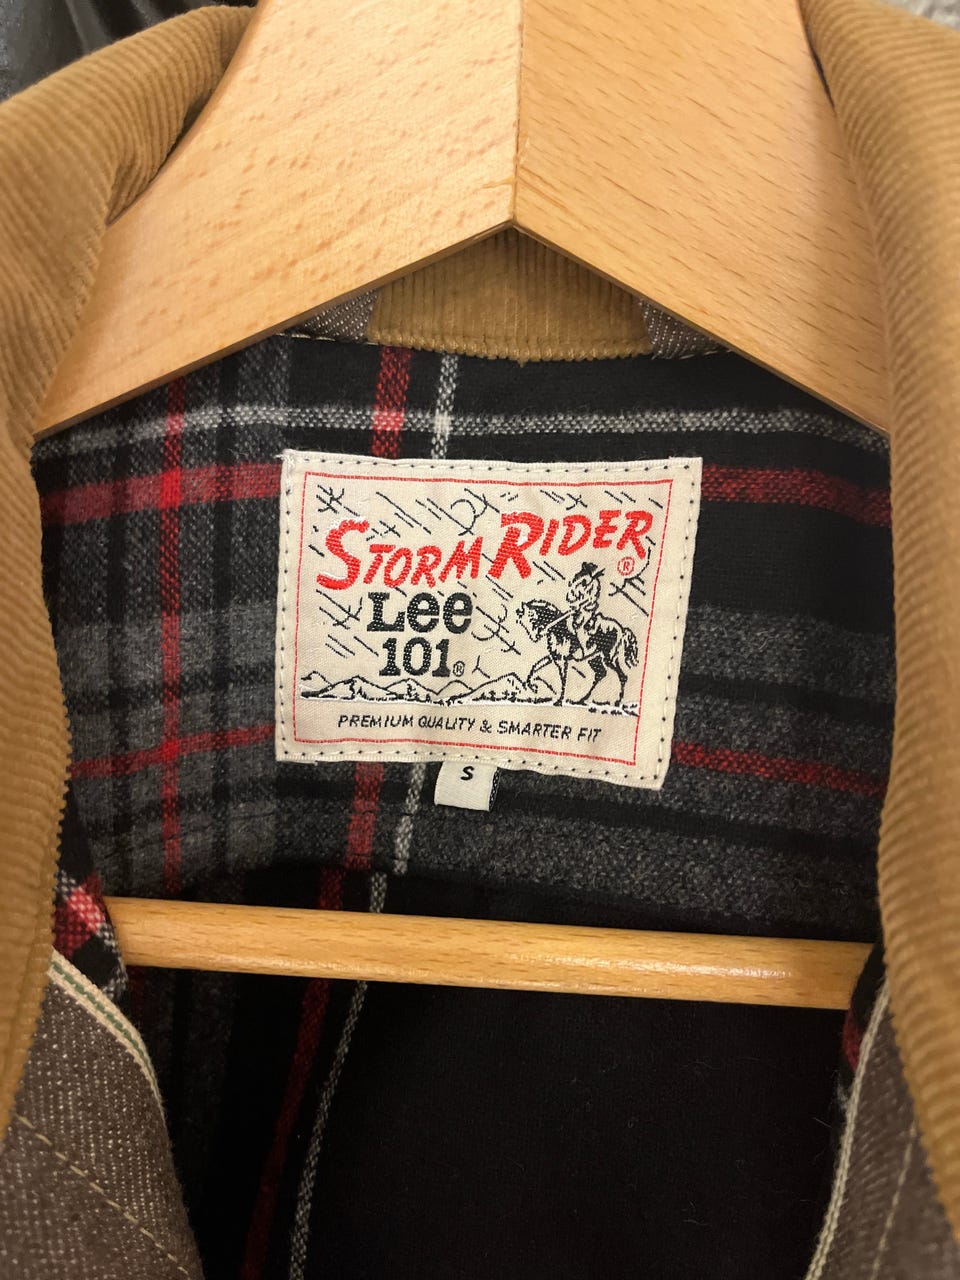 STORM RIDER ®
Lee
101®
PREMIUM QUALITY & SMARTER FIT
S